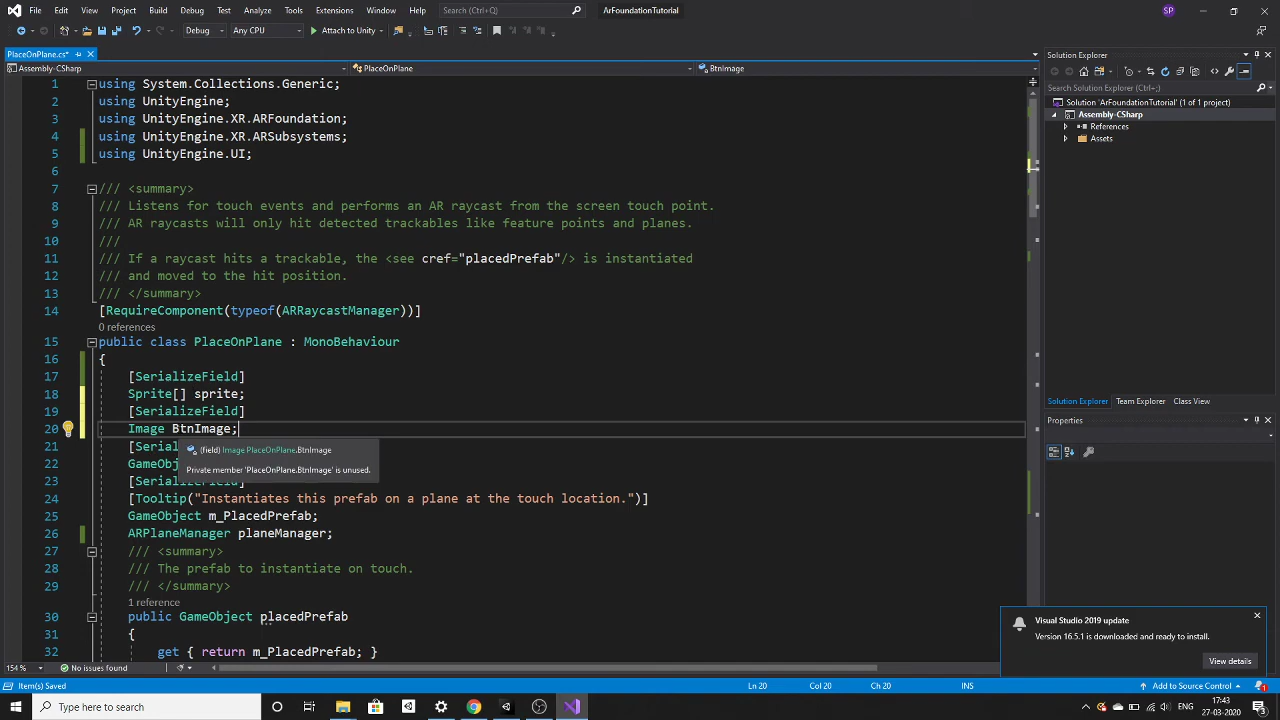 File Edit View Project Build Debug Test Analyze Tools Extensions Window Help Search (Ctrl+Q) ArFoundationTutorial SP
Debug Any CPU Attach to Unity
PlaceOnPlane.cs*
Assembly-CSharp PlaceOnPlane BtnImage
1 using System.Collections.Generic;
2 using UnityEngine;
3 using UnityEngine.XR.ARFoundation;
4 using UnityEngine.XR.ARSubsystems;
5 using UnityEngine.UI;
6
7 /// <summary>
8 /// Listens for touch events and performs an AR raycast from the screen touch point.
9 /// AR raycasts will only hit detected trackables like feature points and planes.
10 ///
11 /// If a raycast hits a trackable, the <see cref="placedPrefab"/> is instantiated
12 /// and moved to the hit position.
13 /// </summary>
14 [RequireComponent(typeof(ARRaycastManager))]
0 references
15 public class PlaceOnPlane : MonoBehaviour
16 {
17 [SerializeField]
18 Sprite[] sprite;
19 [SerializeField]
20 Image BtnImage;
(field) Image PlaceOnPlane.BtnImage
Private member 'PlaceOnPlane.BtnImage' is unused.
21 [Serial
22 GameObj
23 [SerializeField]
24 [Tooltip("Instantiates this prefab on a plane at the touch location.")]
25 GameObject m_PlacedPrefab;
26 ARPlaneManager planeManager;
27 /// <summary>
28 /// The prefab to instantiate on touch.
29 /// </summary>
1 reference
30 public GameObject placedPrefab
31 {
32 get { return m_PlacedPrefab; }
154 % No issues found
Solution Explorer
Search Solution Explorer (Ctrl+;)
Solution 'ArFoundationTutorial' (1 of 1 project)
Assembly-CSharp
References
Assets
Solution Explorer Team Explorer Class View
Properties
Visual Studio 2019 update
Version 16.5.1 is downloaded and ready to install.
View details
Item(s) Saved Ln 20 Col 20 Ch 20 INS Add to Source Control 1
Type here to search
ENG 17:43
27-03-2020